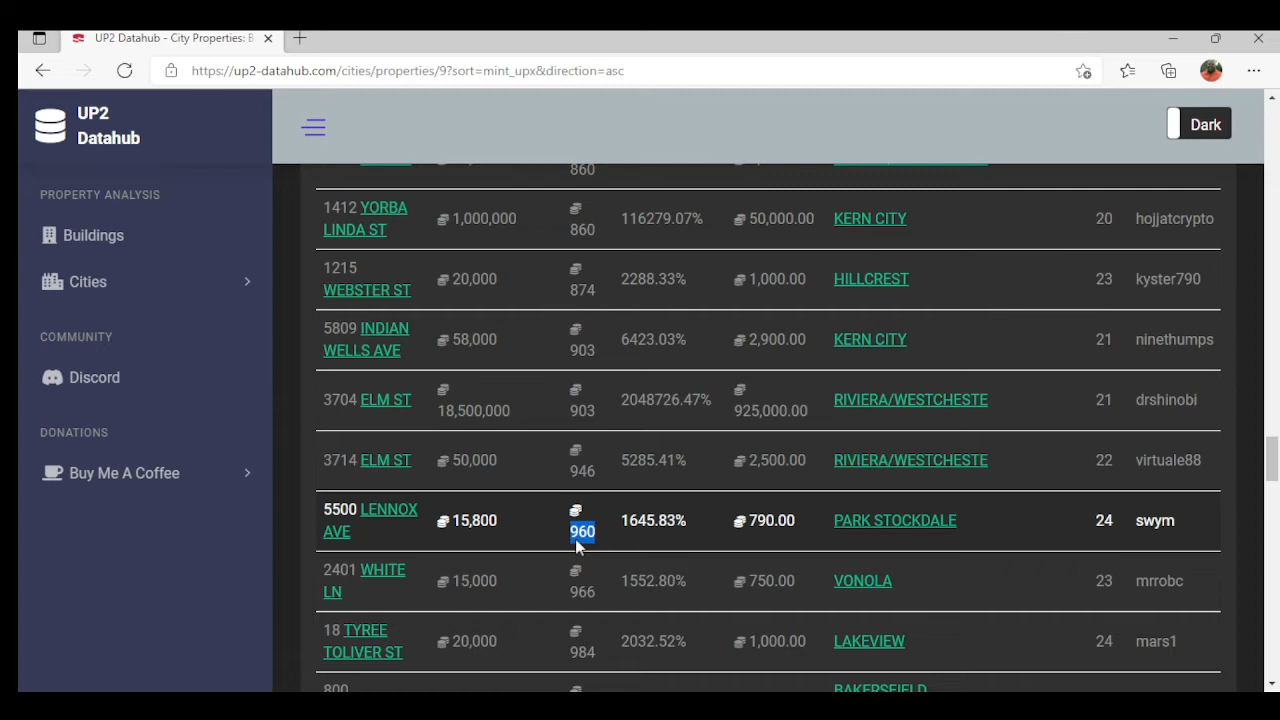 UP2 Datahub - City Properties: B
https://up2-datahub.com/cities/properties/9?sort=mint_upx&direction=asc
UP2
Datahub
Dark
PROPERTY ANALYSIS
Buildings
Cities
COMMUNITY
Discord
DONATIONS
Buy Me A Coffee
860
1412 YORBA
LINDA ST
1,000,000
860
116279.07%
50,000.00
KERN CITY
20
hojjatcrypto
1215
WEBSTER ST
20,000
874
2288.33%
1,000.00
HILLCREST
23
kyster790
5809 INDIAN
WELLS AVE
58,000
903
6423.03%
2,900.00
KERN CITY
21
ninethumps
3704 ELM ST
18,500,000
903
2048726.47%
925,000.00
RIVIERA/WESTCHESTE
21
drshinobi
3714 ELM ST
50,000
946
5285.41%
2,500.00
RIVIERA/WESTCHESTE
22
virtuale88
5500 LENNOX
AVE
15,800
960
1645.83%
790.00
PARK STOCKDALE
24
swym
2401 WHITE
LN
15,000
966
1552.80%
750.00
VONOLA
23
mrrobc
18 TYREE
TOLIVER ST
20,000
984
2032.52%
1,000.00
LAKEVIEW
24
mars1
800
BAKERSFIELD